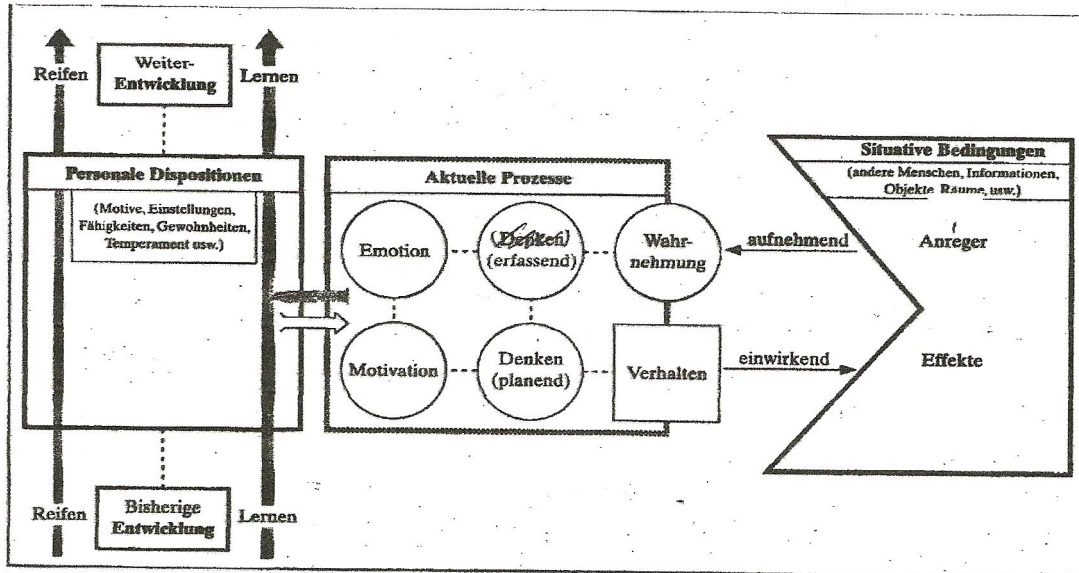 Reifen
Weiter-
Entwicklung
Lernen
Personale Dispositionen
(Motive, Einstellungen,
Fähigkeiten, Gewohnheiten,
Temperament usw.)
Reifen
Bisherige
Entwicklung
Lernen
Aktuelle Prozesse
Emotion
(Denken)
(erfassend)
Wahr-
nehmung
Motivation
Denken
(planend)
Verhalten
aufnehmend
einwirkend
Situative Bedingungen
(andere Menschen, Informationen,
Objekte, Räume, usw.)
Anreger
Effekte